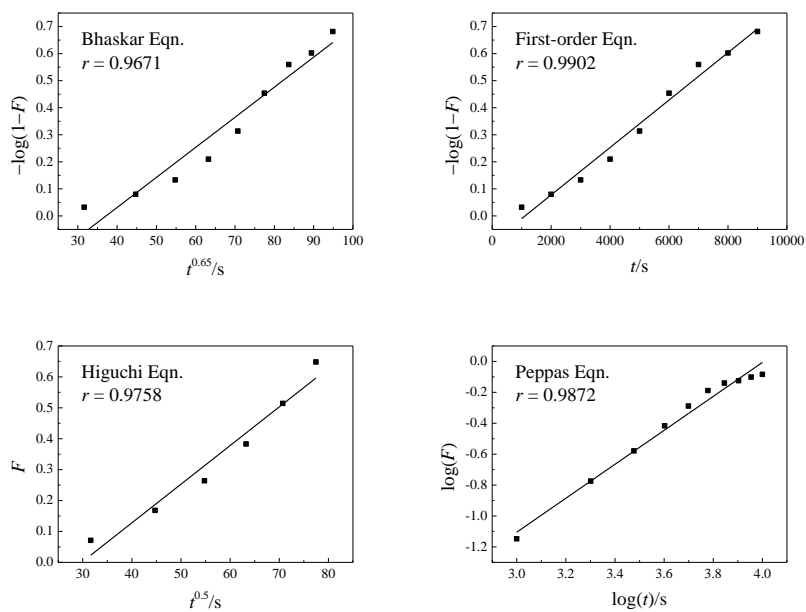 Bhaskar Eqn.
r = 0.9671
−log(1−F)
0.7
0.6
0.5
0.4
0.3
0.2
0.1
0.0
30 40 50 60 70 80 90 100
t^0.65/s
First-order Eqn.
r = 0.9902
−log(1−F)
0.7
0.6
0.5
0.4
0.3
0.2
0.1
0.0
0 2000 4000 6000 8000 10000
t/s
Higuchi Eqn.
r = 0.9758
F
0.7
0.6
0.5
0.4
0.3
0.2
0.1
0.0
30 40 50 60 70 80
t^0.5/s
Peppas Eqn.
r = 0.9872
log(F)
0.0
-0.2
-0.4
-0.6
-0.8
-1.0
-1.2
3.0 3.2 3.4 3.6 3.8 4.0
log(t)/s